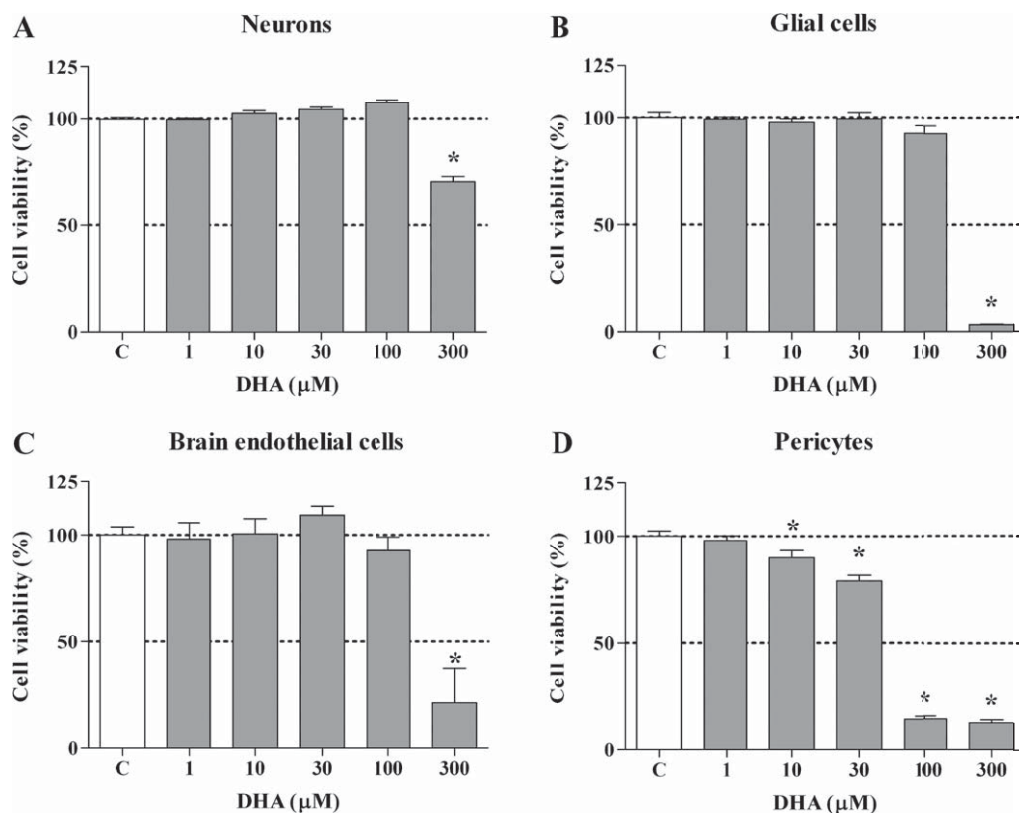 A Neurons
125
100
50
0
Cell viability (%)
*
C 1 10 30 100 300
DHA (μM)
B Glial cells
125
100
50
0
Cell viability (%)
*
C 1 10 30 100 300
DHA (μM)
C Brain endothelial cells
125
100
50
0
Cell viability (%)
*
C 1 10 30 100 300
DHA (μM)
D Pericytes
125
100
50
0
Cell viability (%)
* * * *
C 1 10 30 100 300
DHA (μM)